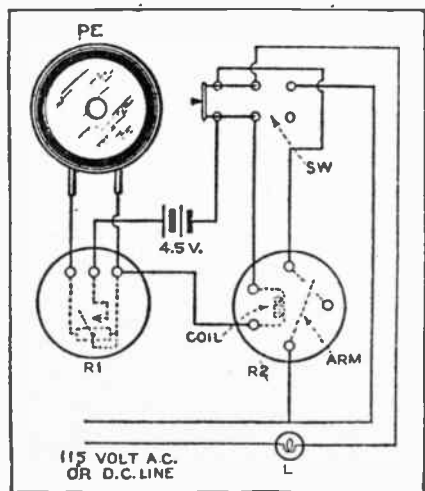 PE
O
SW
4.5 V.
A
COIL
ARM
R1
R2
115 VOLT A.C.
OR D.C. LINE
L